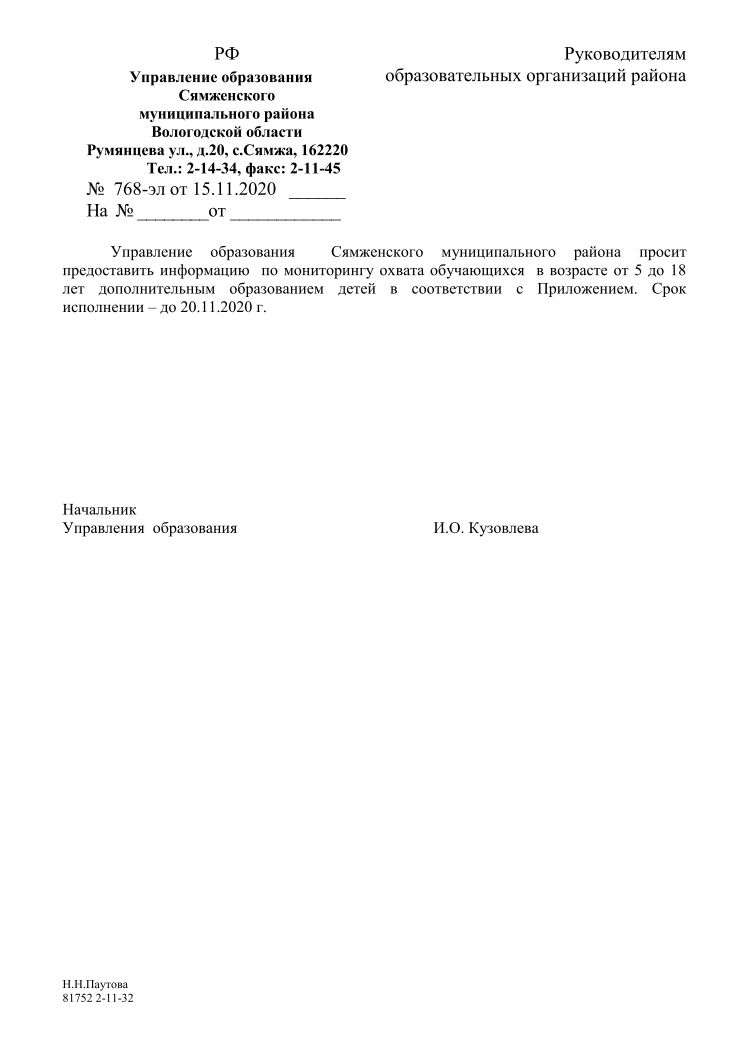 РФ
Управление образования
Сямженского
муниципального района
Вологодской области
Румянцева ул., д.20, с.Сямжа, 162220
Тел.: 2-14-34, факс: 2-11-45
№ 768-эл от 15.11.2020 ______
На № ________от ____________
Руководителям
образовательных организаций района
Управление образования Сямженского муниципального района просит
предоставить информацию по мониторингу охвата обучающихся в возрасте от 5 до 18
лет дополнительным образованием детей в соответствии с Приложением. Срок
исполнении – до 20.11.2020 г.
Начальник
Управления образования И.О. Кузовлева
Н.Н.Паутова
81752 2-11-32